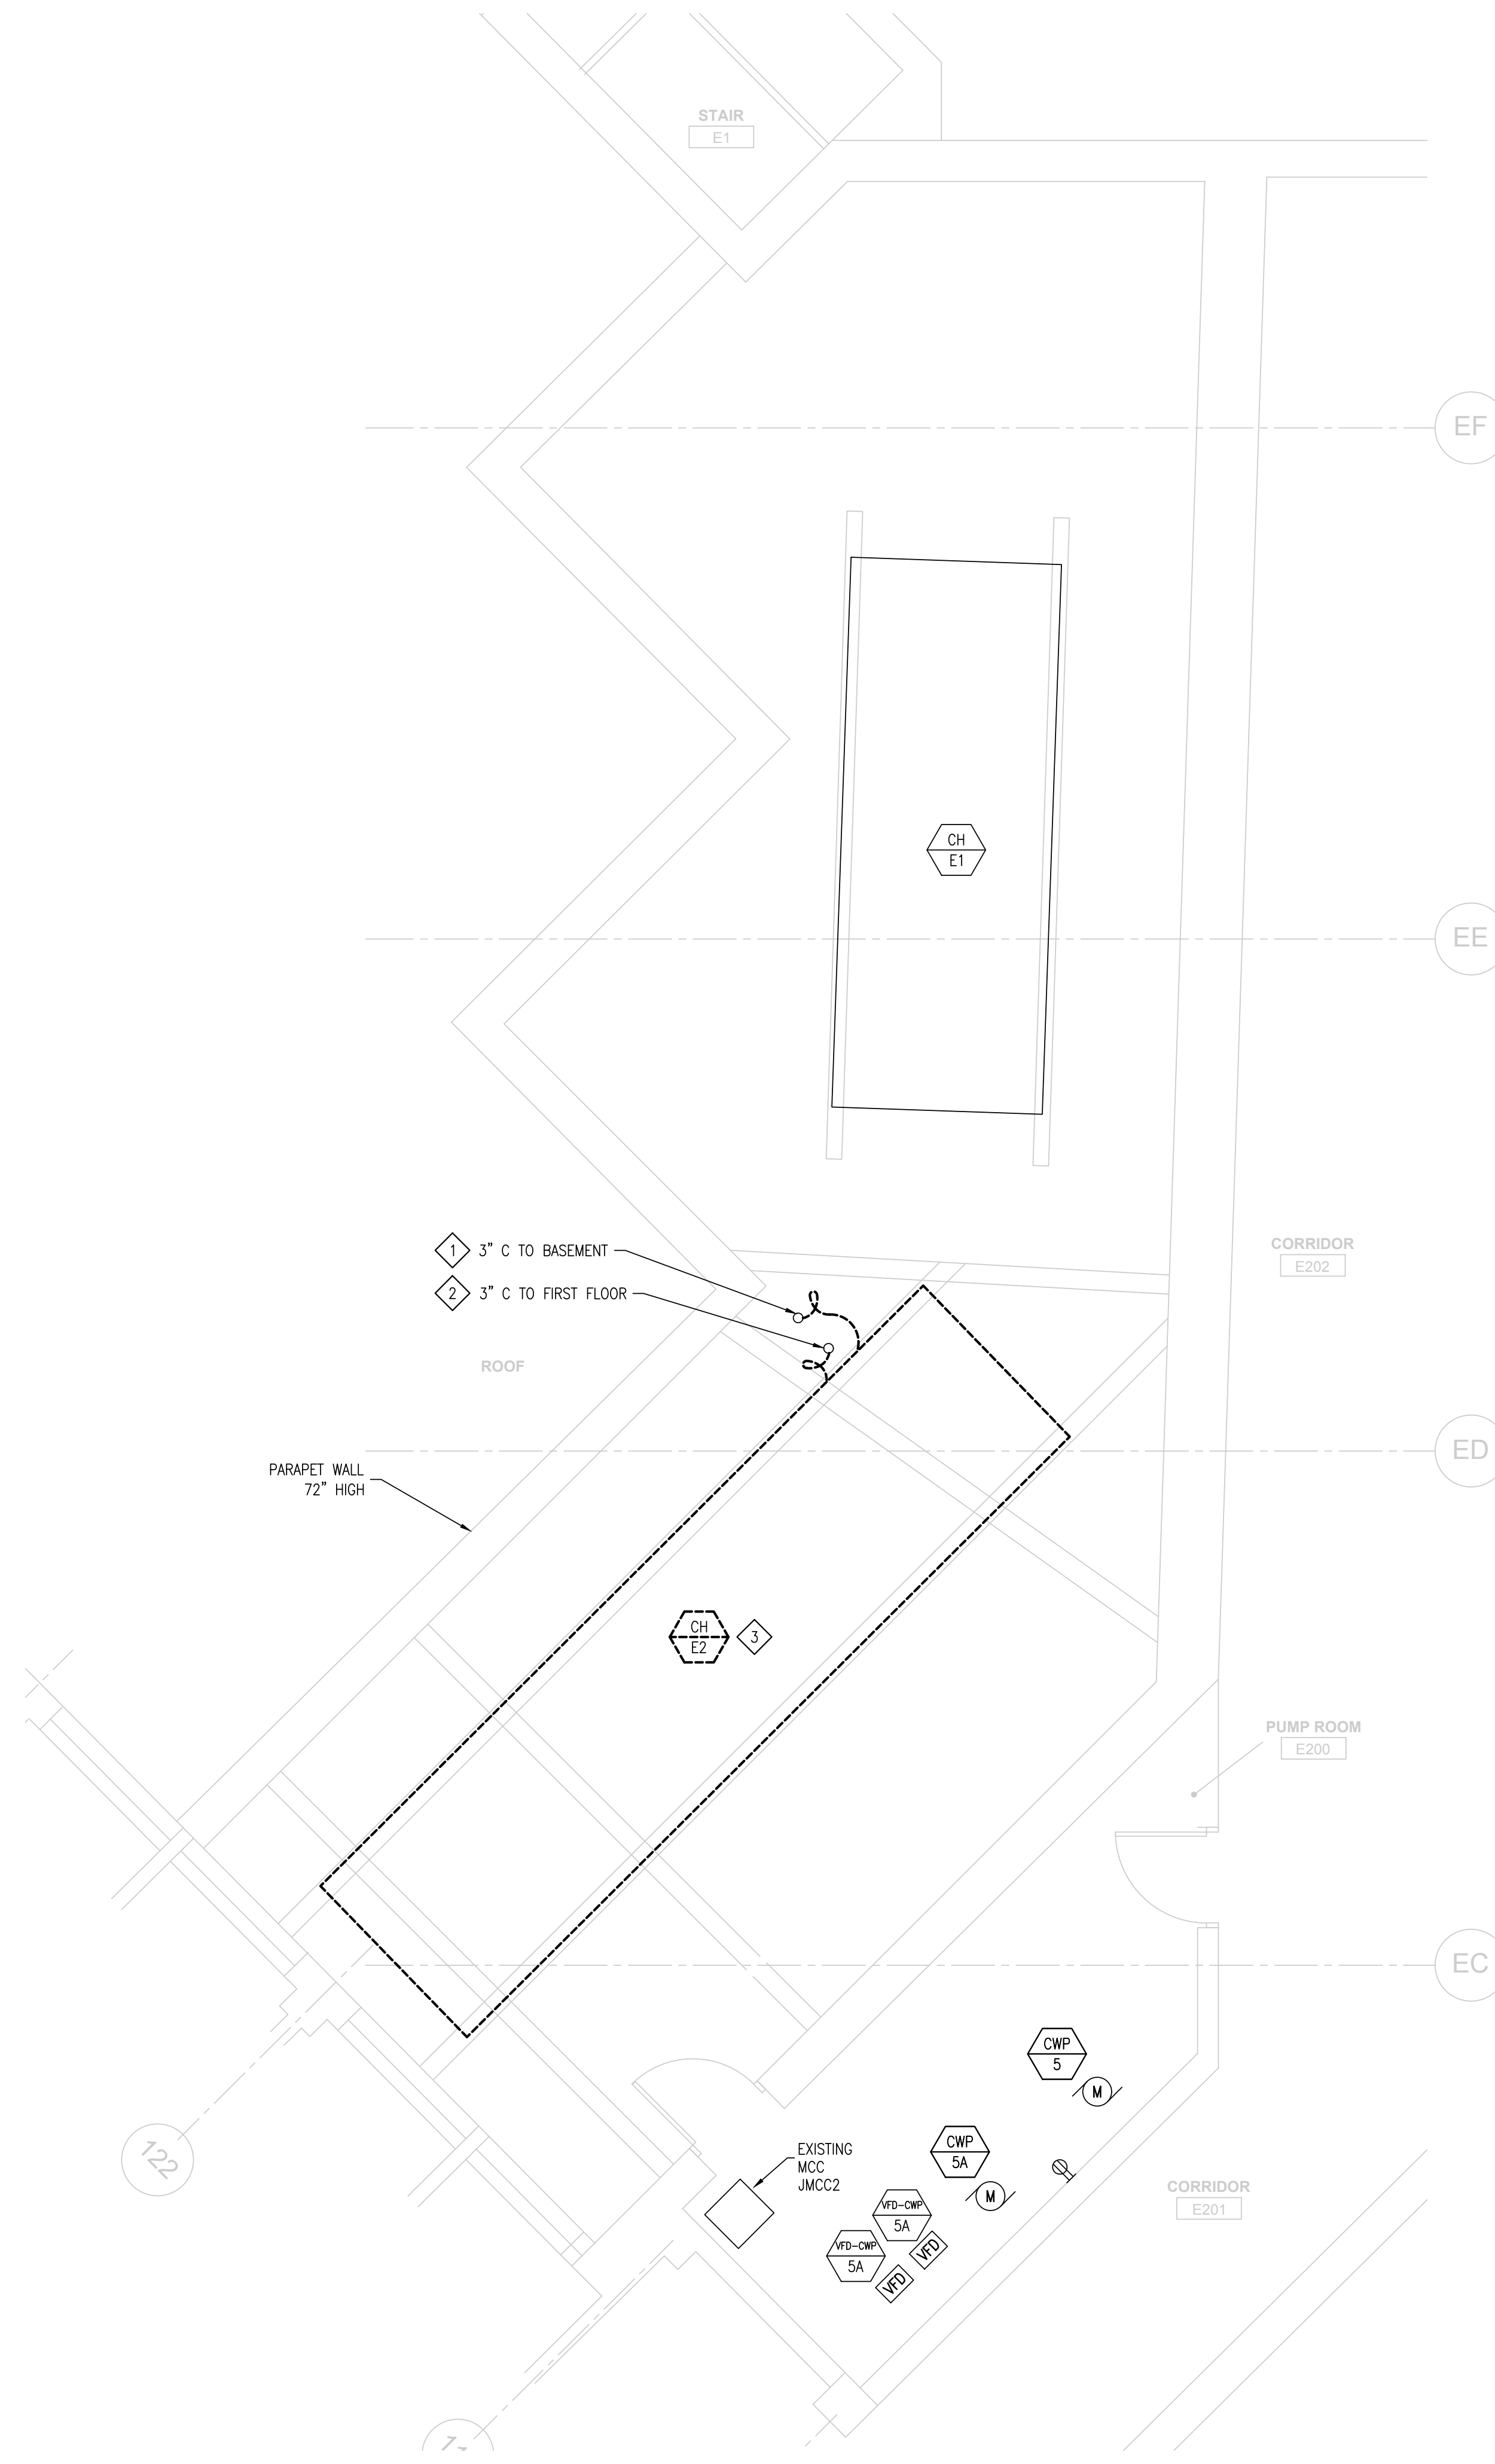 STAIR
E1
EF
CH
E1
EE
1 3" C TO BASEMENT
2 3" C TO FIRST FLOOR
CORRIDOR
E202
ROOF
ED
PARAPET WALL
72" HIGH
CH
E2
3
PUMP ROOM
E200
EC
CWP
5
M
122
EXISTING
MCC
JMCC2
CWP
5A
M
CORRIDOR
E201
VFD-CWP
5A
VFD
VFD-CWP
5A
VFD